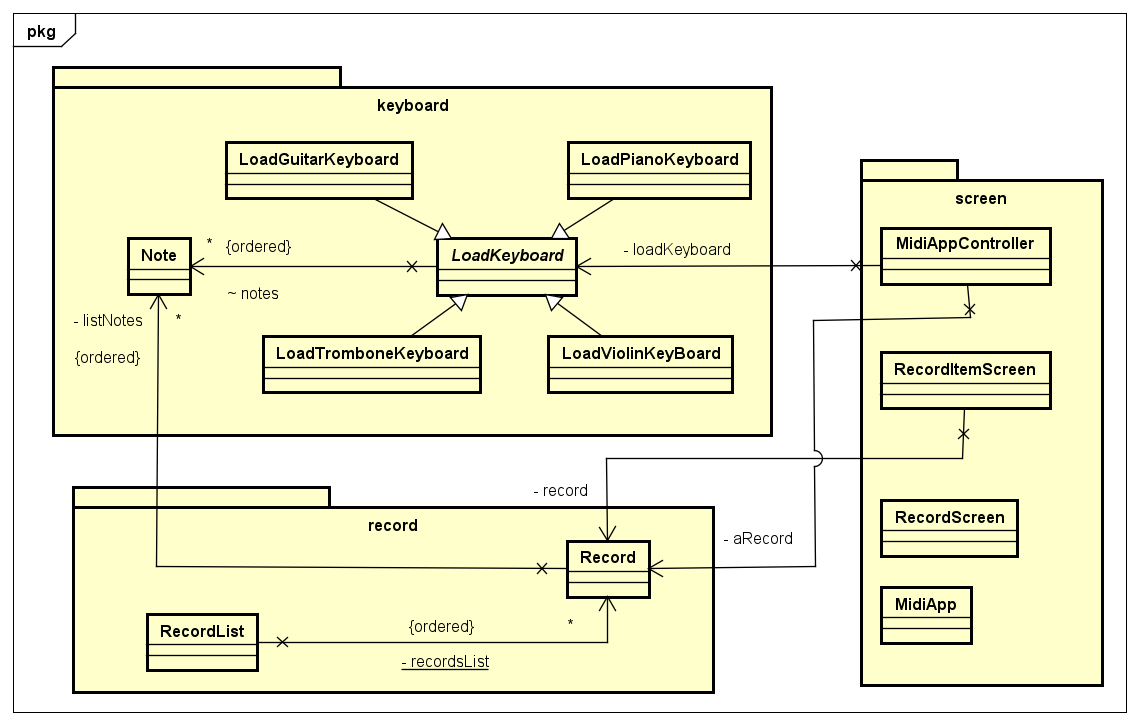 pkg
keyboard
LoadGuitarKeyboard
LoadPianoKeyboard
screen
MidiAppController
* {ordered}
Note
LoadKeyboard
- loadKeyboard
~ notes
- listNotes *
{ordered}
LoadTromboneKeyboard
LoadViolinKeyBoard
RecordItemScreen
- record
record
RecordScreen
- aRecord
Record
MidiApp
RecordList
{ordered} *
- recordsList